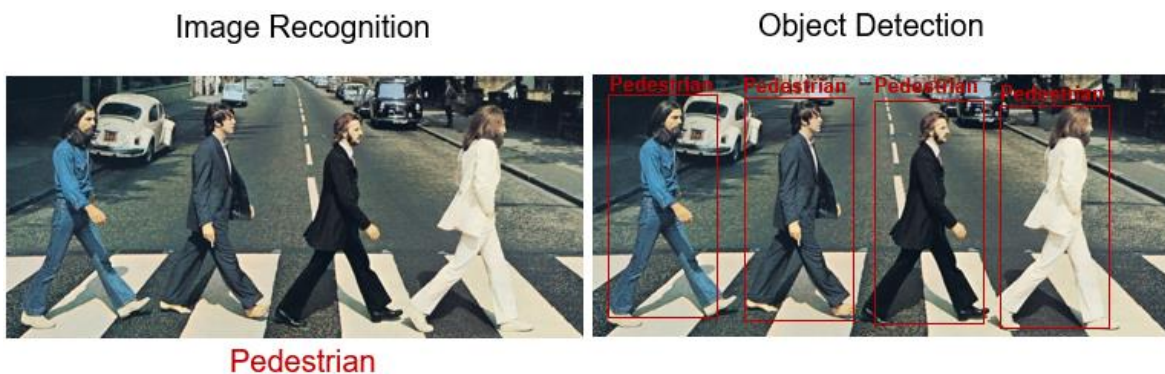 Image Recognition
Object Detection
Pedestrian
Pedestrian
Pedestrian
Pedestrian
Pedestrian